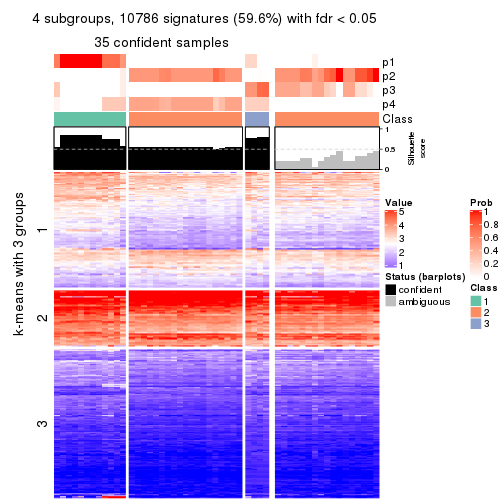 4 subgroups, 10786 signatures (59.6%) with fdr < 0.05
35 confident samples
p1
p2
p3
p4
Class
1
0.5
0
Silhouette
score
k-means with 3 groups
1
2
3
Value
5
4
3
2
1
Status (barplots)
confident
ambiguous
Prob
1
0.8
0.6
0.4
0.2
0
Class
1
2
3